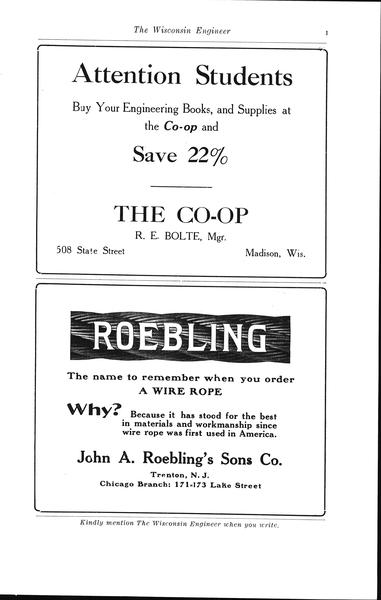 The Wisconsin Engineer 1
Attention Students
Buy Your Engineering Books, and Supplies at
the Co-op and
Save 22%
THE CO-OP
R. E. BOLTE, Mgr.
508 State Street Madison, Wis.
ROEBLING
The name to remember when you order
A WIRE ROPE
Why? Because it has stood for the best
in materials and workmanship since
wire rope was first used in America.
John A. Roebling's Sons Co.
Trenton, N. J.
Chicago Branch: 171-173 Lake Street
Kindly mention The Wisconsin Engineer when you write.